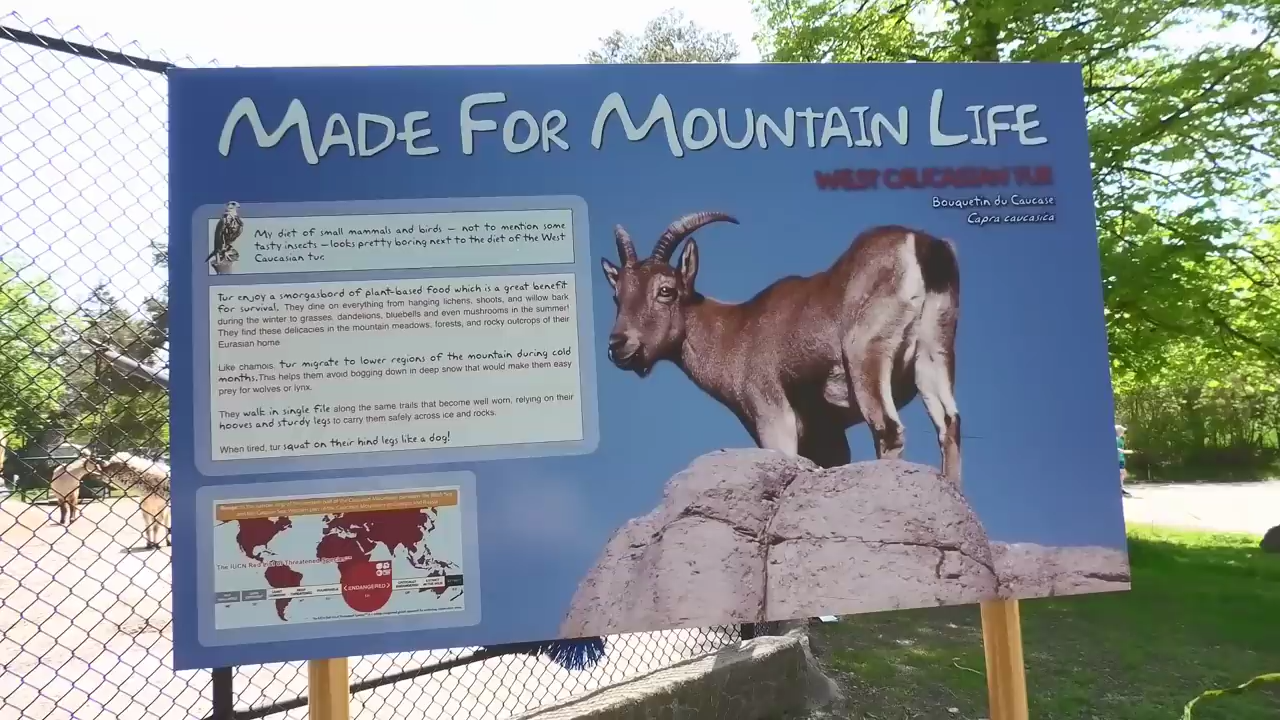 MADE FOR MOUNTAIN LIFE
WEST CAUCASIAN TUR
Bouquetin du Caucase
Capra caucasica
My diet of small mammals and birds – not to mention some
tasty insects – looks pretty boring next to the diet of the West
Caucasian tur.
Tur enjoy a smorgasbord of plant-based food which is a great benefit
for survival. They dine on everything from hanging lichens, shoots, and willow bark
during the winter to grasses, dandelions, bluebells and even mushrooms in the summer!
They find these delicacies in the mountain meadows, forests, and rocky outcrops of their
Eurasian home
Like chamois, tur migrate to lower regions of the mountain during cold
months. This helps them avoid bogging down in deep snow that would make them easy
prey for wolves or lynx.
They walk in single file along the same trails that become well worn, relying on their
hooves and sturdy legs to carry them safely across ice and rocks.
When tired, tur squat on their hind legs like a dog!
The IUCN Red List of Threatened
ENDANGERED